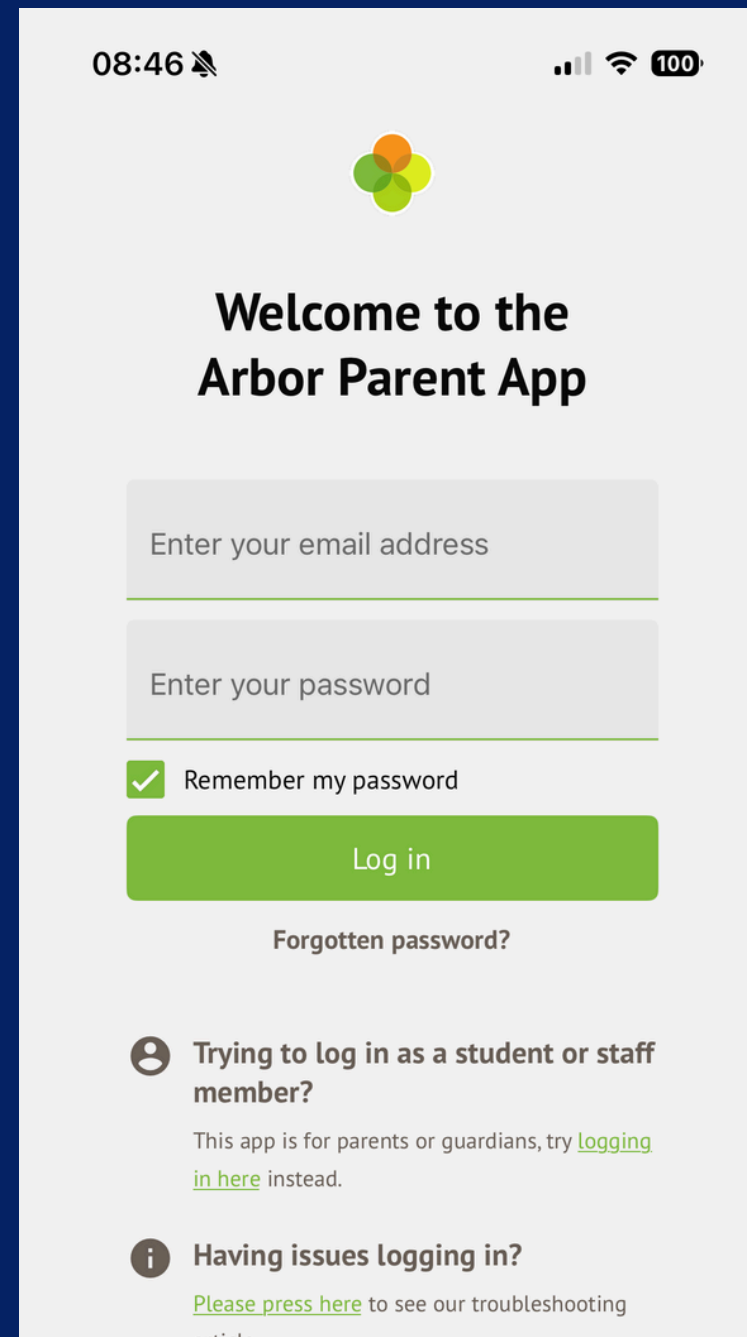 08:46
100
Welcome to the
Arbor Parent App
Enter your email address
Enter your password
Remember my password
Log in
Forgotten password?
Trying to log in as a student or staff
member?
This app is for parents or guardians, try logging
in here instead.
Having issues logging in?
Please press here to see our troubleshooting